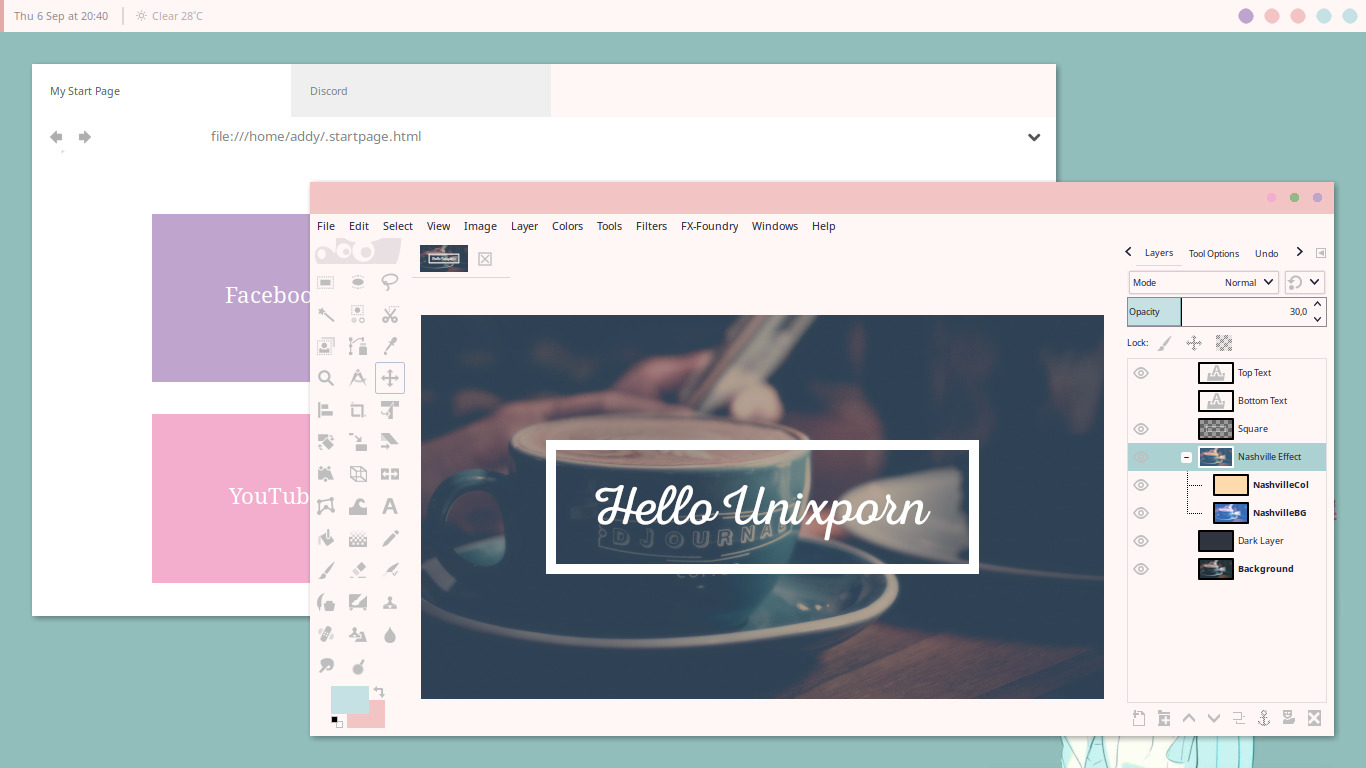 Thu 6 Sep at 20:40
Clear 28°C
My Start Page
Discord
file:///home/addy/.startpage.html
File Edit Select View Image Layer Colors Tools Filters FX-Foundry Windows Help
Layers Tool Options Undo
Mode Normal
Opacity 30,0
Lock:
Top Text
Bottom Text
Square
Nashville Effect
NashvilleCol
NashvilleBG
Dark Layer
Background
Faceboo
YouTub
Hello Unixporn
DJOURNAL